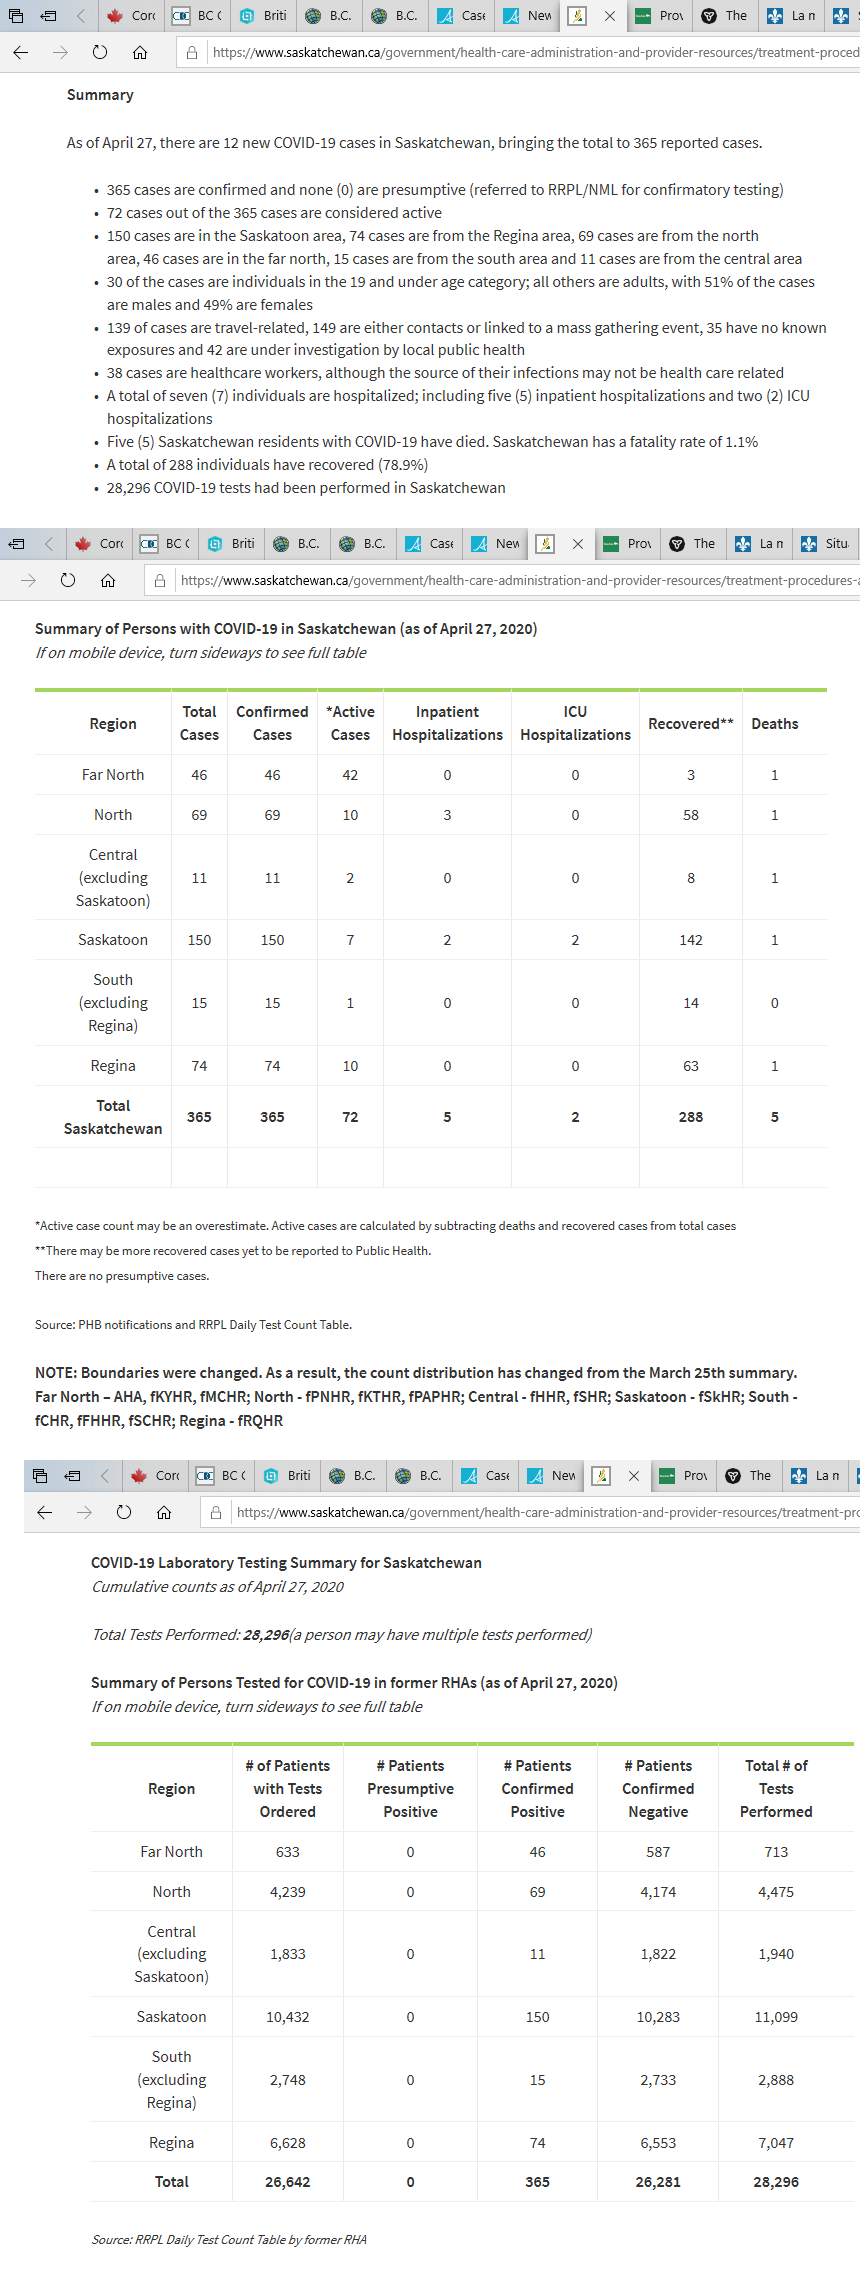 Corc
BC C
Briti
B.C.
B.C.
Case
New
Prov
The
La n
https://www.saskatchewan.ca/government/health-care-administration-and-provider-resources/treatment-proced
Summary
As of April 27, there are 12 new COVID-19 cases in Saskatchewan, bringing the total to 365 reported cases.
• 365 cases are confirmed and none (0) are presumptive (referred to RRPL/NML for confirmatory testing)
• 72 cases out of the 365 cases are considered active
• 150 cases are in the Saskatoon area, 74 cases are from the Regina area, 69 cases are from the north
area, 46 cases are in the far north, 15 cases are from the south area and 11 cases are from the central area
• 30 of the cases are individuals in the 19 and under age category; all others are adults, with 51% of the cases
are males and 49% are females
• 139 of cases are travel-related, 149 are either contacts or linked to a mass gathering event, 35 have no known
exposures and 42 are under investigation by local public health
• 38 cases are healthcare workers, although the source of their infections may not be health care related
• A total of seven (7) individuals are hospitalized; including five (5) inpatient hospitalizations and two (2) ICU
hospitalizations
• Five (5) Saskatchewan residents with COVID-19 have died. Saskatchewan has a fatality rate of 1.1%
• A total of 288 individuals have recovered (78.9%)
• 28,296 COVID-19 tests had been performed in Saskatchewan
Corc
BC C
Briti
B.C.
B.C.
Case
New
Prov
The
La n
Situ
https://www.saskatchewan.ca/government/health-care-administration-and-provider-resources/treatment-procedures-a
Summary of Persons with COVID-19 in Saskatchewan (as of April 27, 2020)
If on mobile device, turn sideways to see full table
Region
Total
Cases
Confirmed
Cases
*Active
Cases
Inpatient
Hospitalizations
ICU
Hospitalizations
Recovered**
Deaths
Far North 46 46 42 0 0 3 1
North 69 69 10 3 0 58 1
Central
(excluding
Saskatoon)
11 11 2 0 0 8 1
Saskatoon 150 150 7 2 2 142 1
South
(excluding
Regina)
15 15 1 0 0 14 0
Regina 74 74 10 0 0 63 1
Total
Saskatchewan
365 365 72 5 2 288 5
*Active case count may be an overestimate. Active cases are calculated by subtracting deaths and recovered cases from total cases
**There may be more recovered cases yet to be reported to Public Health.
There are no presumptive cases.
Source: PHB notifications and RRPL Daily Test Count Table.
NOTE: Boundaries were changed. As a result, the count distribution has changed from the March 25th summary.
Far North – AHA, fKYHR, fMCHR; North - fPNHR, fKTHR, fPAPHR; Central - fHHR, fSHR; Saskatoon - fSkHR; South -
fCHR, fFHHR, fSCHR; Regina - fRQHR
Corc
BC C
Briti
B.C.
B.C.
Case
New
Prov
The
La n
https://www.saskatchewan.ca/government/health-care-administration-and-provider-resources/treatment-pro
COVID-19 Laboratory Testing Summary for Saskatchewan
Cumulative counts as of April 27, 2020
Total Tests Performed: 28,296(a person may have multiple tests performed)
Summary of Persons Tested for COVID-19 in former RHAs (as of April 27, 2020)
If on mobile device, turn sideways to see full table
Region
# of Patients
with Tests
Ordered
# Patients
Presumptive
Positive
# Patients
Confirmed
Positive
# Patients
Confirmed
Negative
Total # of
Tests
Performed
Far North 633 0 46 587 713
North 4,239 0 69 4,174 4,475
Central
(excluding
Saskatoon)
1,833 0 11 1,822 1,940
Saskatoon 10,432 0 150 10,283 11,099
South
(excluding
Regina)
2,748 0 15 2,733 2,888
Regina 6,628 0 74 6,553 7,047
Total 26,642 0 365 26,281 28,296
Source: RRPL Daily Test Count Table by former RHA